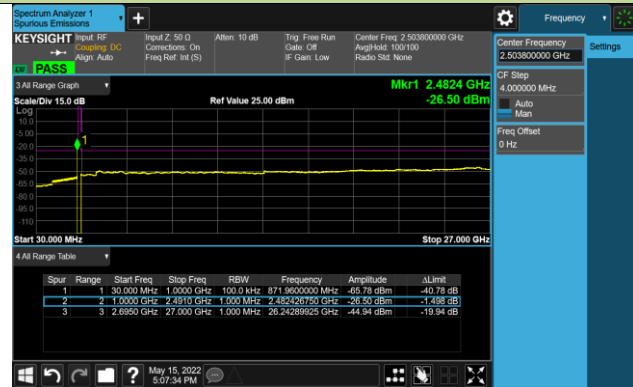 Spectrum Analyzer 1
Spurious Emissions
Frequency
KEYSIGHT
Input: RF
Coupling: DC
Align: Auto
Input Z: 50 Ω
Corrections: On
Freq Ref: Int (S)
Atten: 10 dB
Trig: Free Run
Gate: Off
IF Gain: Low
Center Freq: 2.503800000 GHz
Avg|Hold: 100/100
Radio Std: None
PASS
Center Frequency
2.503800000 GHz
Settings
CF Step
4.000000 MHz
Auto
Man
Freq Offset
0 Hz
3 All Range Graph
Mkr1 2.4824 GHz
Scale/Div 15.0 dB
Ref Value 25.00 dBm
-26.50 dBm
Log
10.0
-5.00
-20.0
-35.0
-50.0
-65.0
-80.0
-95.0
-110
1
Start 30.000 MHz
Stop 27.000 GHz
4 All Range Table
Spur Range Start Freq Stop Freq RBW Frequency Amplitude ΔLimit
1 1 30.000 MHz 1.0000 GHz 100.0 kHz 871.9600000 MHz -65.78 dBm -40.78 dB
2 2 1.0000 GHz 2.4910 GHz 1.000 MHz 2.482426750 GHz -26.50 dBm -1.498 dB
3 3 2.6950 GHz 27.000 GHz 1.000 MHz 26.24289925 GHz -44.94 dBm -19.94 dB
?
May 15, 2022
5:07:34 PM